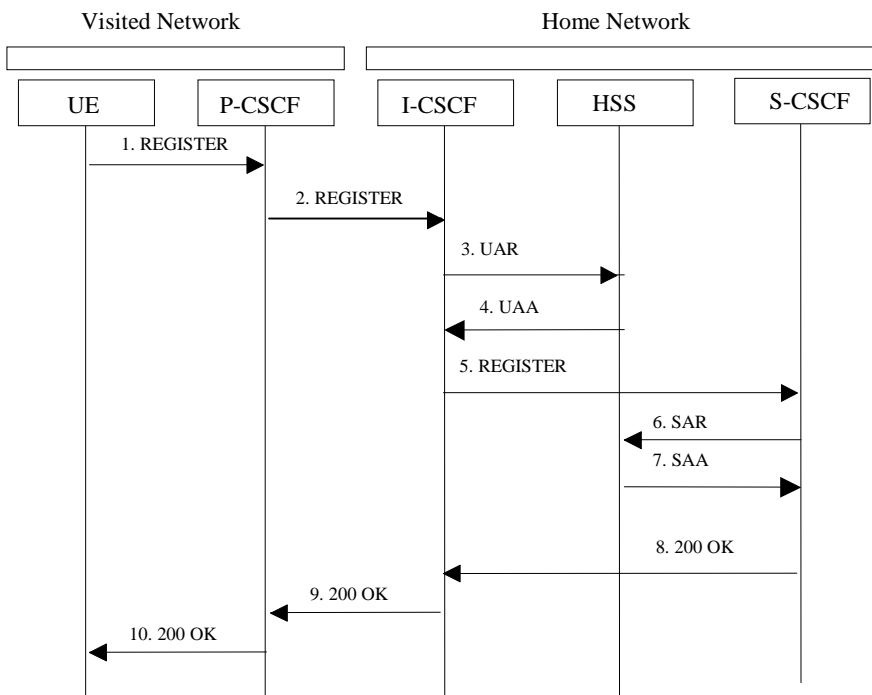 Visited Network
Home Network
UE
P-CSCF
I-CSCF
HSS
S-CSCF
1. REGISTER
2. REGISTER
3. UAR
4. UAA
5. REGISTER
6. SAR
7. SAA
8. 200 OK
9. 200 OK
10. 200 OK